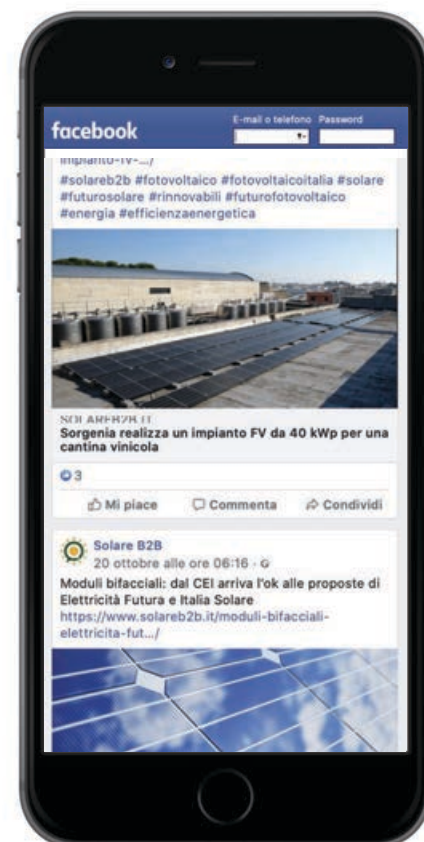 facebook
E-mail o telefono Password
impianto-fv-.../
#solareb2b #fotovoltaico #fotovoltaicoitalia #solare
#futurosolare #rinnovabili #futurofotovoltaico
#energia #efficienzaenergetica
SOLAREB2B.IT
Sorgenia realizza un impianto FV da 40 kWp per una
cantina vinicola
3
Mi piace Commenta Condividi
Solare B2B
20 ottobre alle ore 06:16 ·
Moduli bifacciali: dal CEI arriva l'ok alle proposte di
Elettricità Futura e Italia Solare
https://www.solareb2b.it/moduli-bifacciali-
elettricita-fut.../